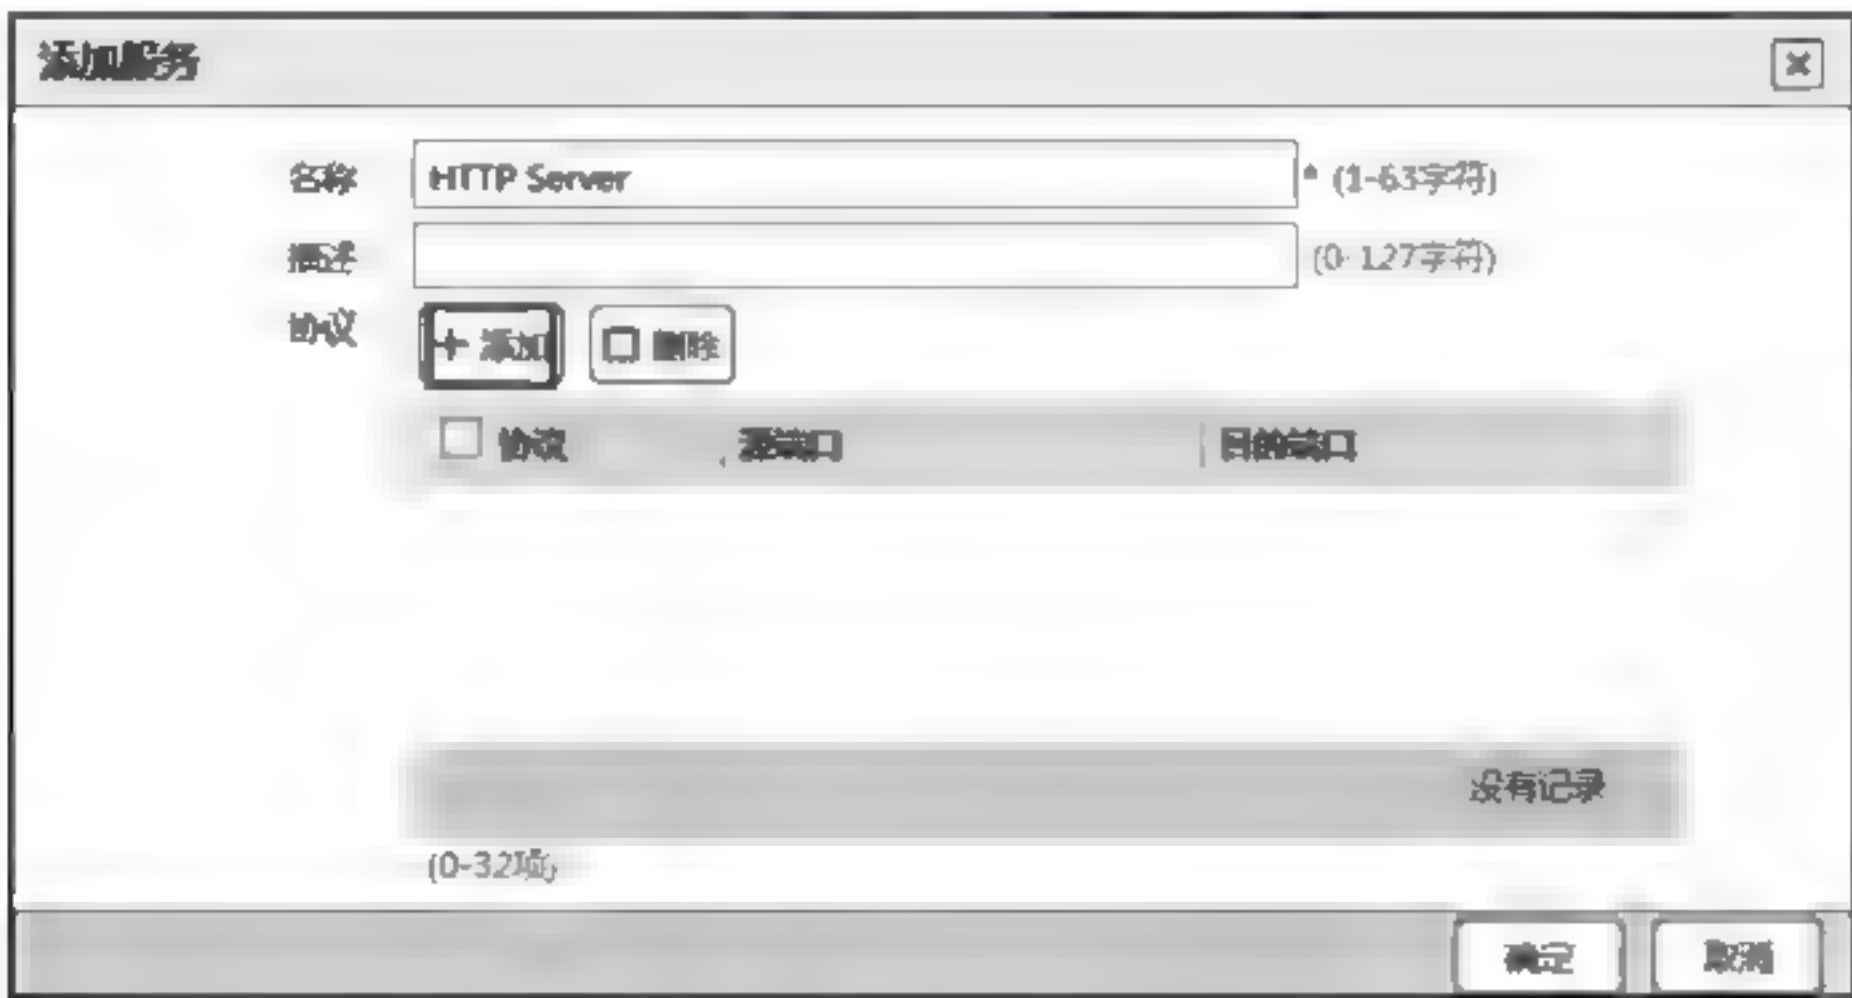 添加服务
名称 HTTP Server * (1-63字符)
描述 (0-127字符)
协议 + 添加 删除
协议 源端口 目的端口
没有记录
(0-32项)
确定 取消